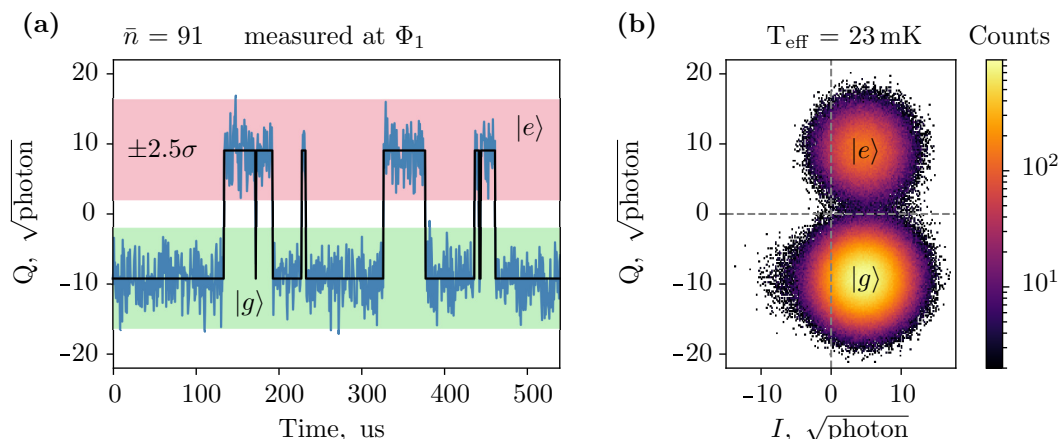 (a)
n̄ = 91 measured at Φ₁
20
10
0
−10
−20
Q, √photon
±2.5σ
|e⟩
|g⟩
0 100 200 300 400 500
Time, us
(b)
T_eff = 23 mK
Counts
20
10
0
−10
−20
Q, √photon
|e⟩
|g⟩
−10 0 10
I, √photon
10²
10¹